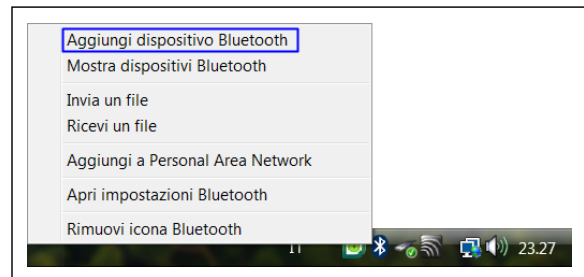 Aggiungi dispositivo Bluetooth
Mostra dispositivi Bluetooth
Invia un file
Ricevi un file
Aggiungi a Personal Area Network
Apri impostazioni Bluetooth
Rimuovi icona Bluetooth
23.27